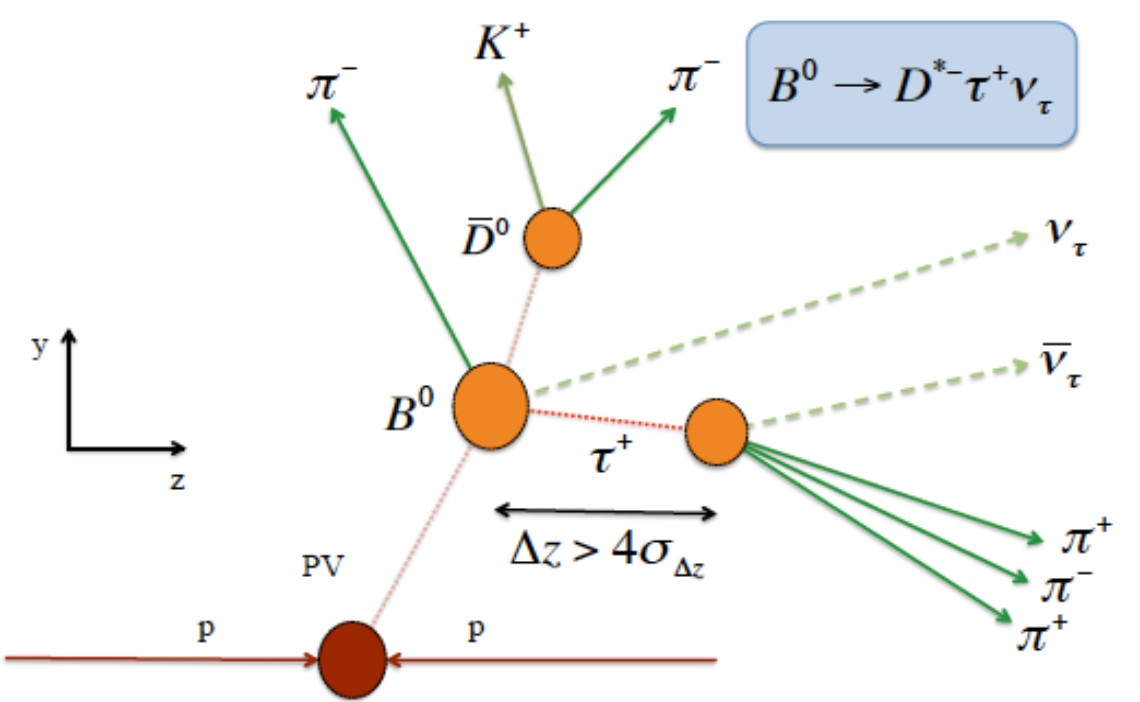 K⁺
π⁻
π⁻
B⁰ → D*⁻τ⁺ν_τ
D̅⁰
ν_τ
y
ν̅_τ
B⁰
τ⁺
z
Δz > 4σ_Δz
π⁺
PV
π⁻
p
p
π⁺